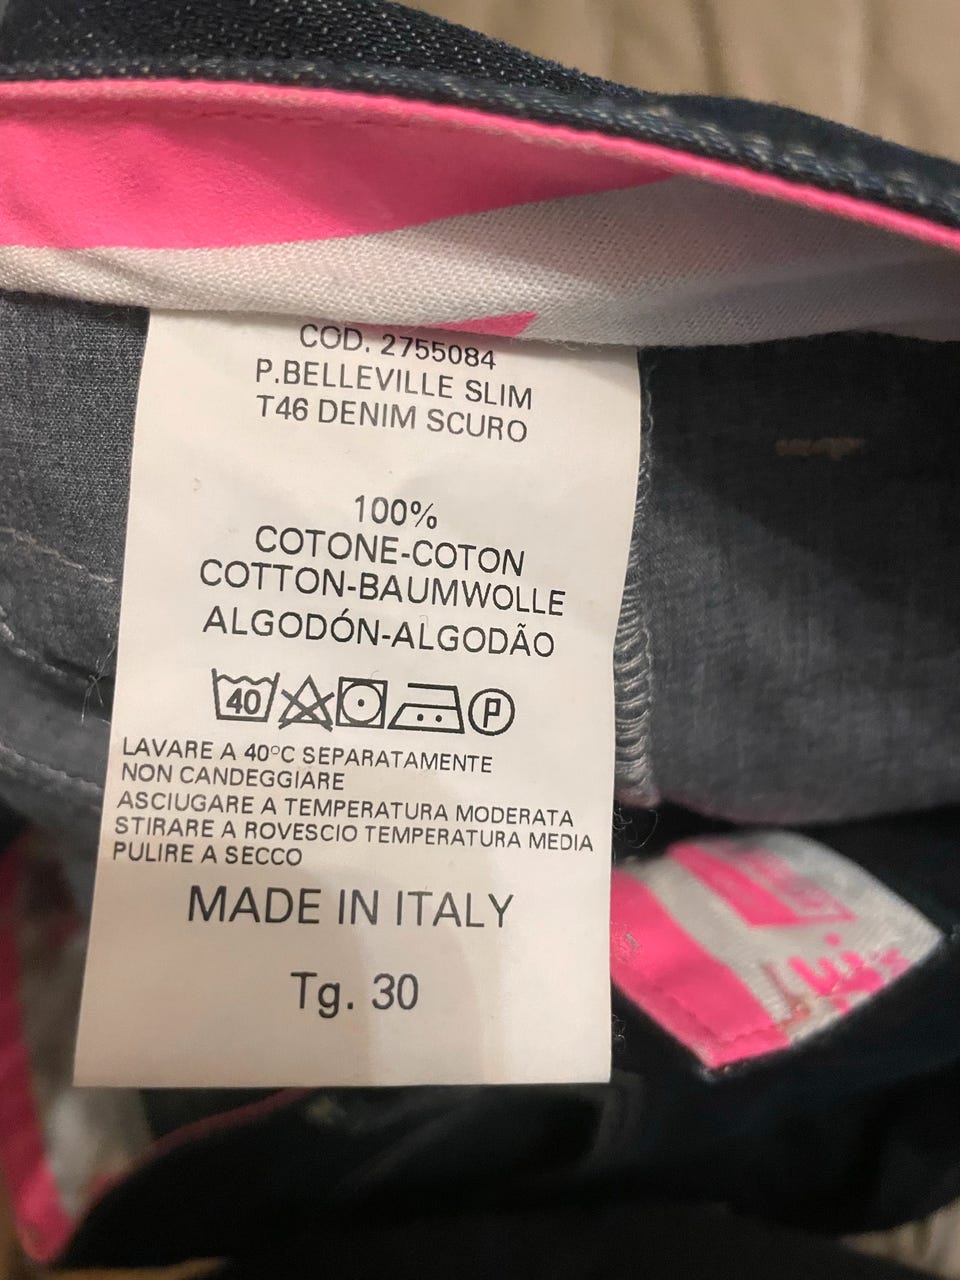 COD. 2755084
P.BELLEVILLE SLIM
T46 DENIM SCURO
100%
COTONE-COTON
COTTON-BAUMWOLLE
ALGODÓN-ALGODÃO
40 P
LAVARE A 40°C SEPARATAMENTE
NON CANDEGGIARE
ASCIUGARE A TEMPERATURA MODERATA
STIRARE A ROVESCIO TEMPERATURA MEDIA
PULIRE A SECCO
MADE IN ITALY
Tg. 30